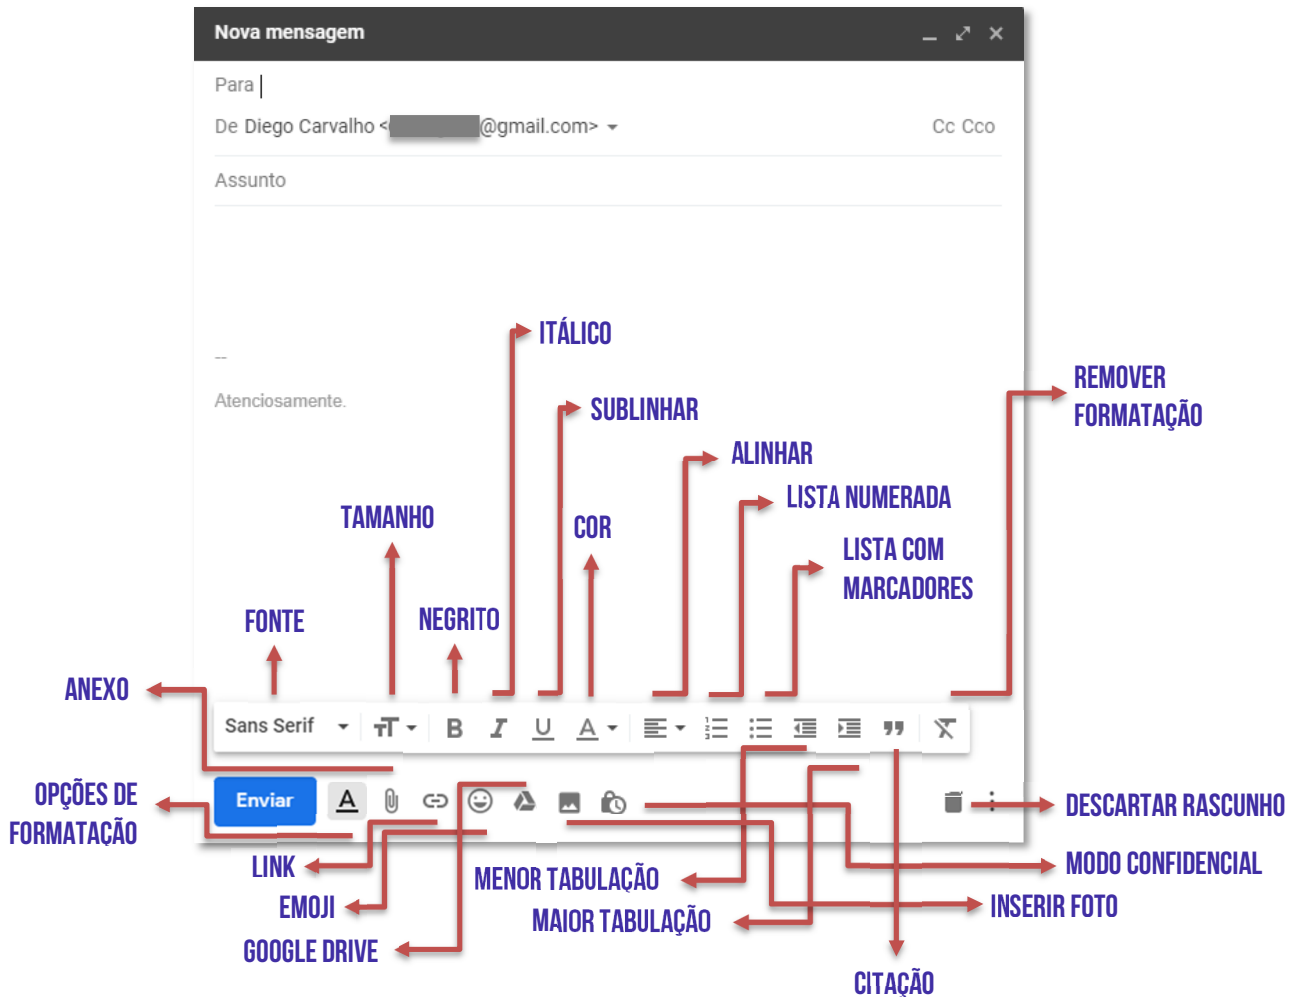 Nova mensagem
Para
De Diego Carvalho < @gmail.com>
Cc Cco
Assunto
ITÁLICO
--
REMOVER
FORMATAÇÃO
Atenciosamente.
SUBLINHAR
ALINHAR
LISTA NUMERADA
TAMANHO
COR
LISTA COM
MARCADORES
FONTE
NEGRITO
ANEXO
Sans Serif
OPÇÕES DE
FORMATAÇÃO
Enviar
DESCARTAR RASCUNHO
LINK
MENOR TABULAÇÃO
MODO CONFIDENCIAL
EMOJI
MAIOR TABULAÇÃO
INSERIR FOTO
GOOGLE DRIVE
CITAÇÃO